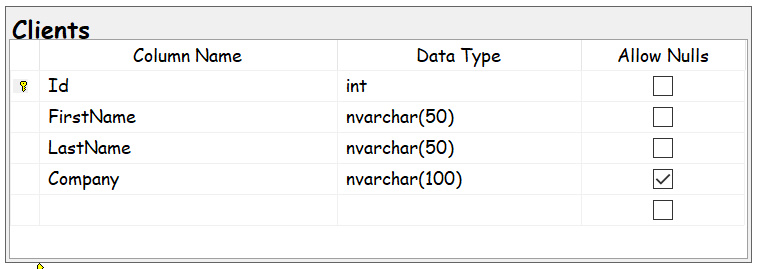 Clients
Column Name Data Type Allow Nulls
Id int
FirstName nvarchar(50)
LastName nvarchar(50)
Company nvarchar(100)